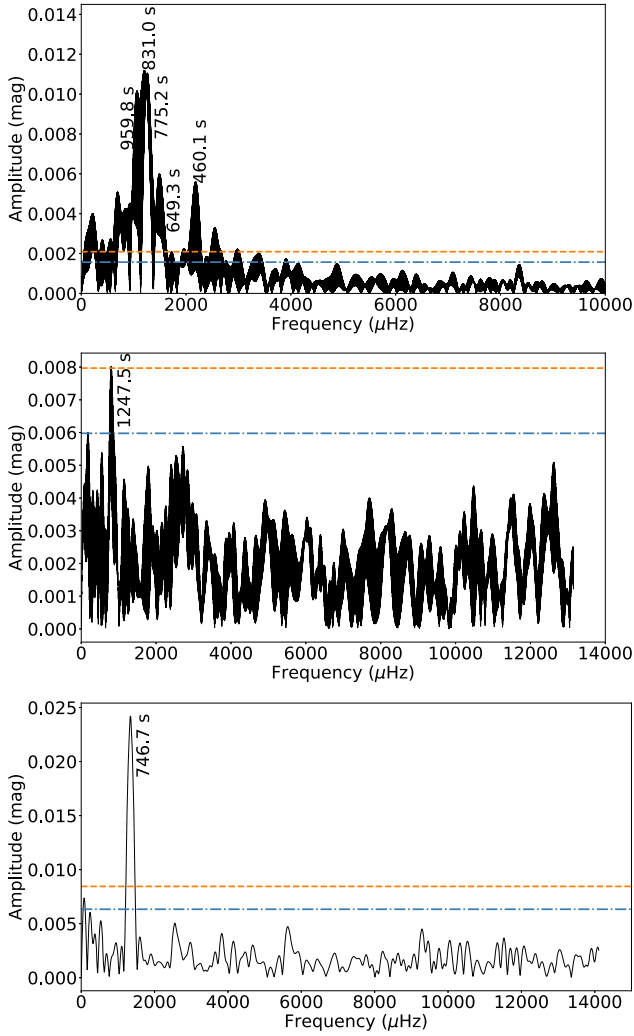 0.014
0.012
0.010
0.008
0.006
0.004
0.002
0.000
Amplitude (mag)
959.8 s
831.0 s
775.2 s
649.3 s
460.1 s
0 2000 4000 6000 8000 10000
Frequency (μHz)
0.008
0.007
0.006
0.005
0.004
0.003
0.002
0.001
0.000
Amplitude (mag)
1247.5 s
0 2000 4000 6000 8000 10000 12000 14000
Frequency (μHz)
0.025
0.020
0.015
0.010
0.005
0.000
Amplitude (mag)
746.7 s
0 2000 4000 6000 8000 10000 12000 14000
Frequency (μHz)